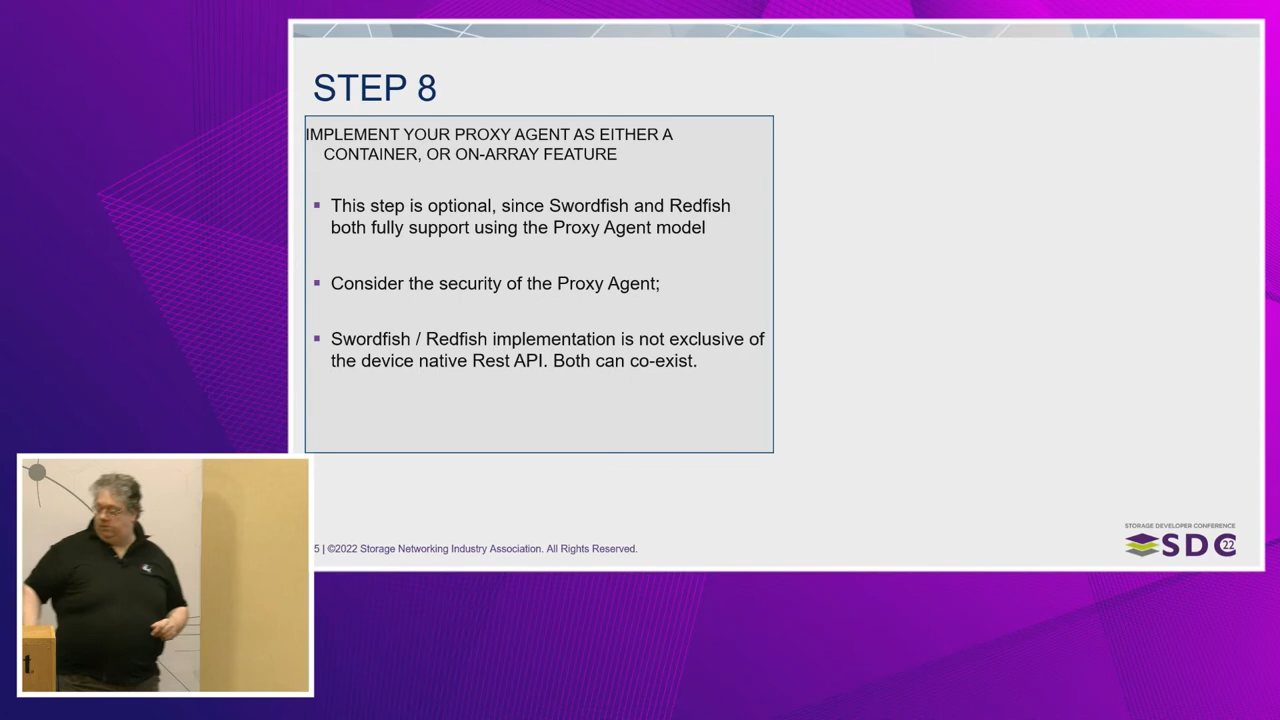 STEP 8
IMPLEMENT YOUR PROXY AGENT AS EITHER A
CONTAINER, OR ON-ARRAY FEATURE
▪ This step is optional, since Swordfish and Redfish
both fully support using the Proxy Agent model
▪ Consider the security of the Proxy Agent;
▪ Swordfish / Redfish implementation is not exclusive of
the device native Rest API. Both can co-exist.
5 | ©2022 Storage Networking Industry Association. All Rights Reserved.
STORAGE DEVELOPER CONFERENCE
SDC 22
t.